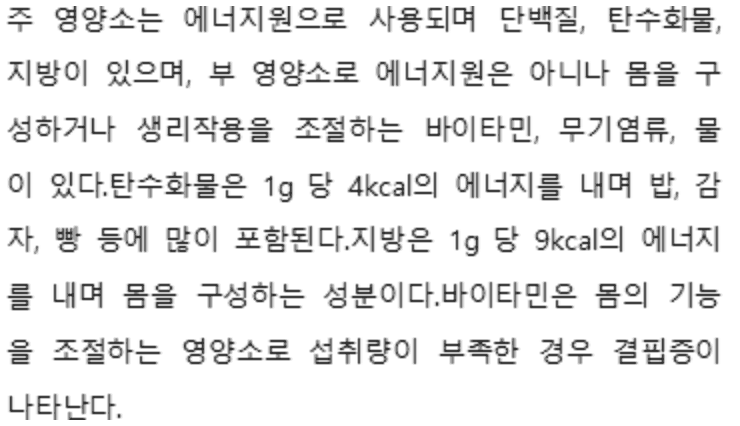 주 영양소는 에너지원으로 사용되며 단백질, 탄수화물,
지방이 있으며, 부 영양소로 에너지원은 아니나 몸을 구
성하거나 생리작용을 조절하는 바이타민, 무기염류, 물
이 있다.탄수화물은 1g 당 4kcal의 에너지를 내며 밥, 감
자, 빵 등에 많이 포함된다.지방은 1g 당 9kcal의 에너지
를 내며 몸을 구성하는 성분이다.바이타민은 몸의 기능
을 조절하는 영양소로 섭취량이 부족한 경우 결핍증이
나타난다.